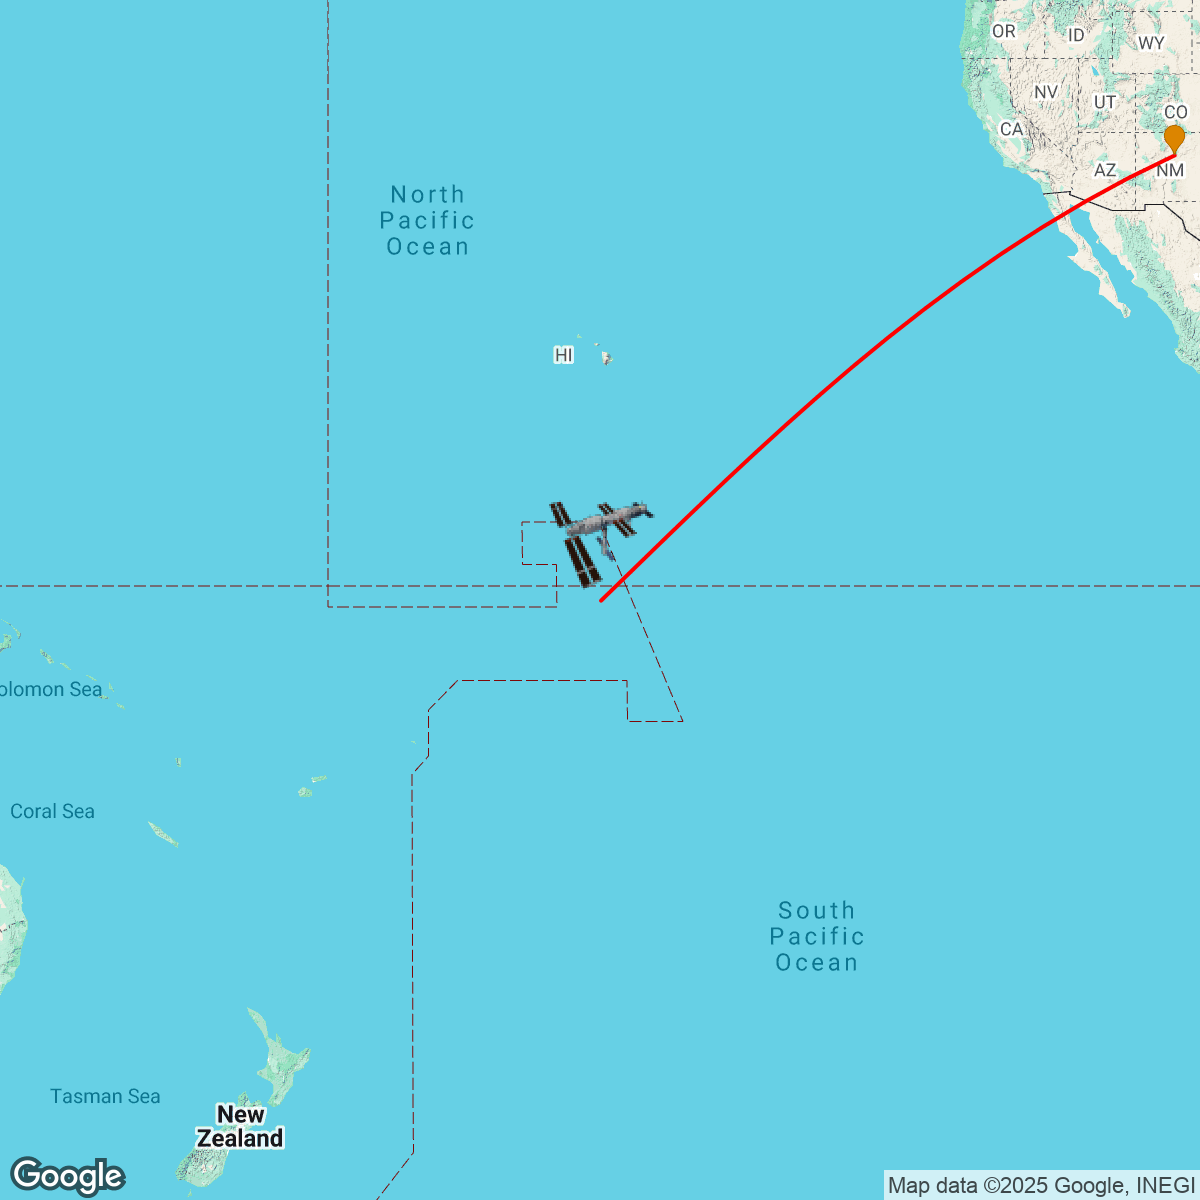 OR
ID
WY
NV
UT
CO
CA
AZ
NM
North
Pacific
Ocean
HI
olomon Sea
Coral Sea
South
Pacific
Ocean
Tasman Sea
New
Zealand
Google
Map data ©2025 Google, INEGI